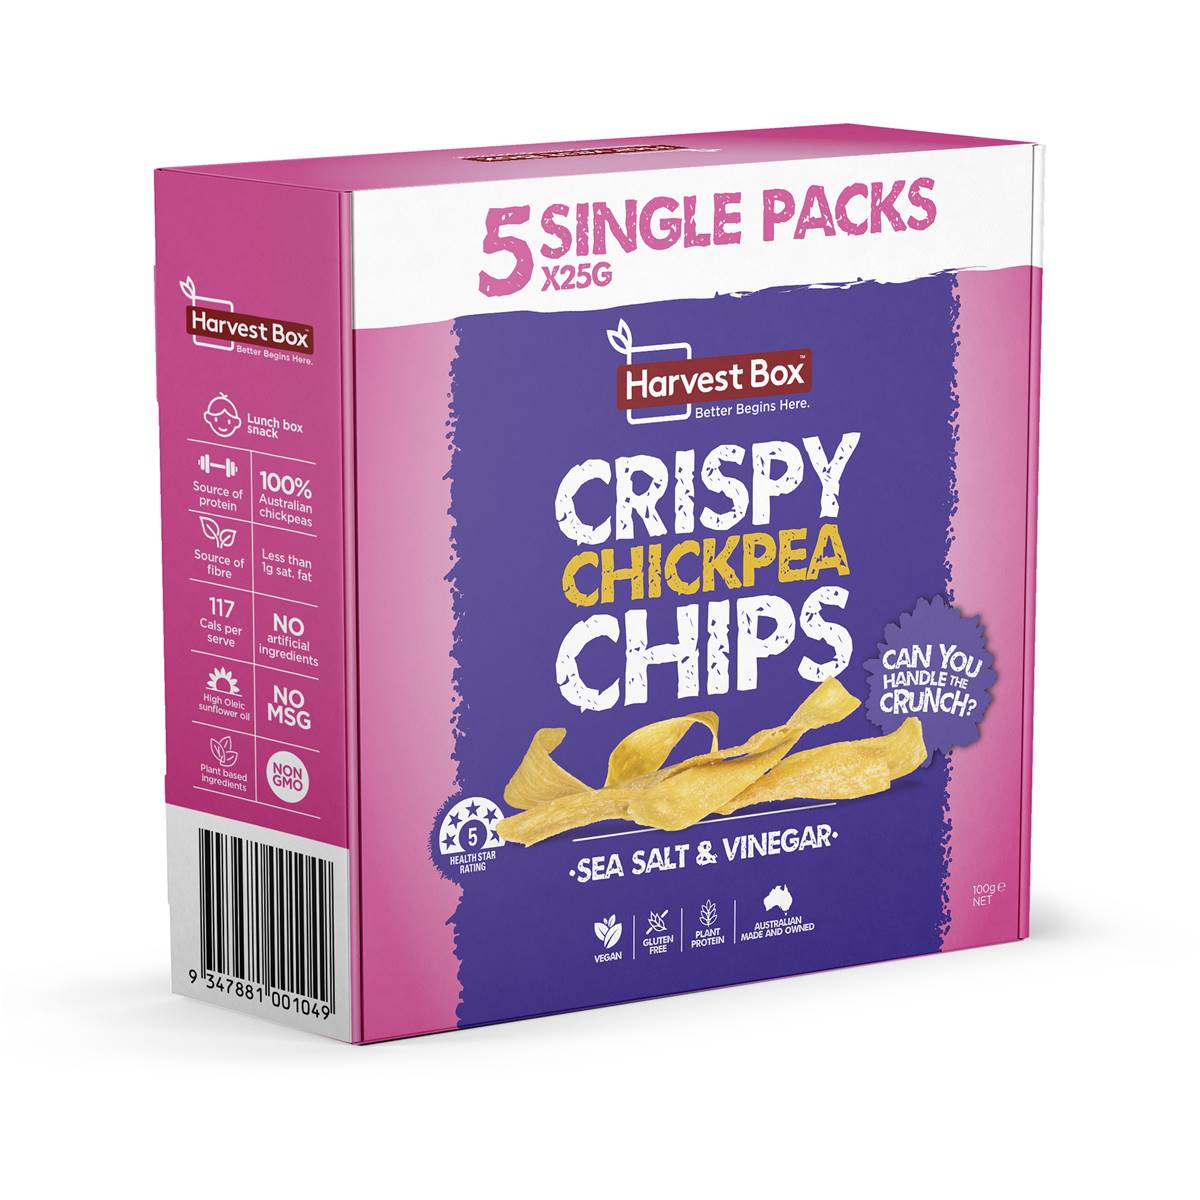 5 SINGLE PACKS
X25G
Harvest Box™
Better Begins Here.
CRISPY
CHICKPEA
CHIPS
CAN YOU
HANDLE THE
CRUNCH?
5
HEALTH STAR
RATING
·SEA SALT & VINEGAR·
VEGAN
GLUTEN
FREE
PLANT
PROTEIN
AUSTRALIAN
MADE AND OWNED
100g e
NET
Harvest Box™
Better Begins Here.
Lunch box
snack
Source of
protein
100%
Australian
chickpeas
Source of
fibre
Less than
1g sat. fat
117
Cals per
serve
NO
artificial
ingredients
High Oleic
sunflower oil
NO
MSG
Plant based
ingredients
NON
GMO
9 347881 001049